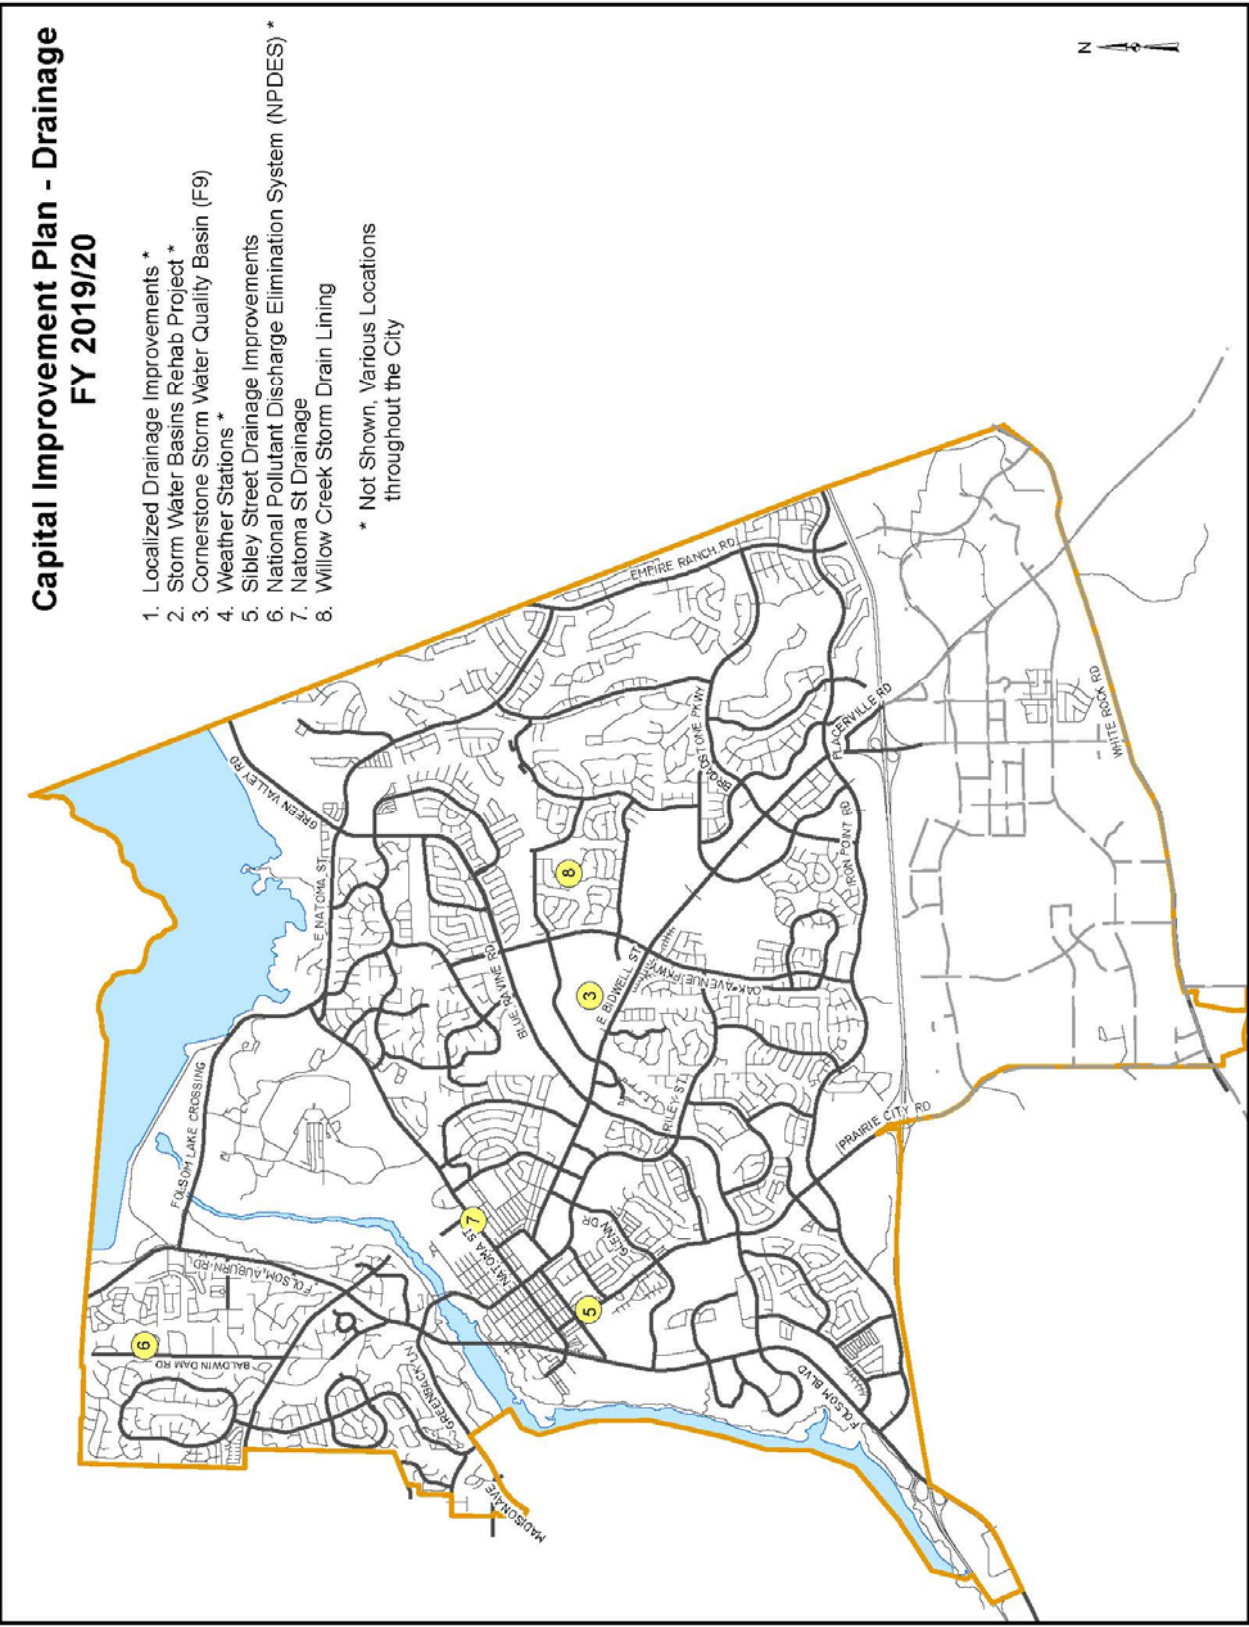 Capital Improvement Plan - Drainage
FY 2019/20
1. Localized Drainage Improvements *
2. Storm Water Basins Rehab Project *
3. Cornerstone Storm Water Quality Basin (F9)
4. Weather Stations *
5. Sibley Street Drainage Improvements
6. National Pollutant Discharge Elimination System (NPDES) *
7. Natoma St Drainage
8. Willow Creek Storm Drain Lining
* Not Shown, Various Locations
throughout the City
N
GREEN VALLEY RD
E NATOMA ST
EMPIRE RANCH RD
FOLSOM LAKE CROSSING
BLUE RAVINE RD
8
3
E BIDWELL ST
OAK AVENUE PKWY
BROADSTONE PKWY
PLACERVILLE RD
IRON POINT RD
WHITE ROCK RD
6
BALDWIN DAM RD
FOLSOM AUBURN RD
7
NATOMA ST
GLENN DR
5
RILEY ST
PRAIRIE CITY RD
GREENBACK LN
MADISON AVE
FOLSOM BLVD